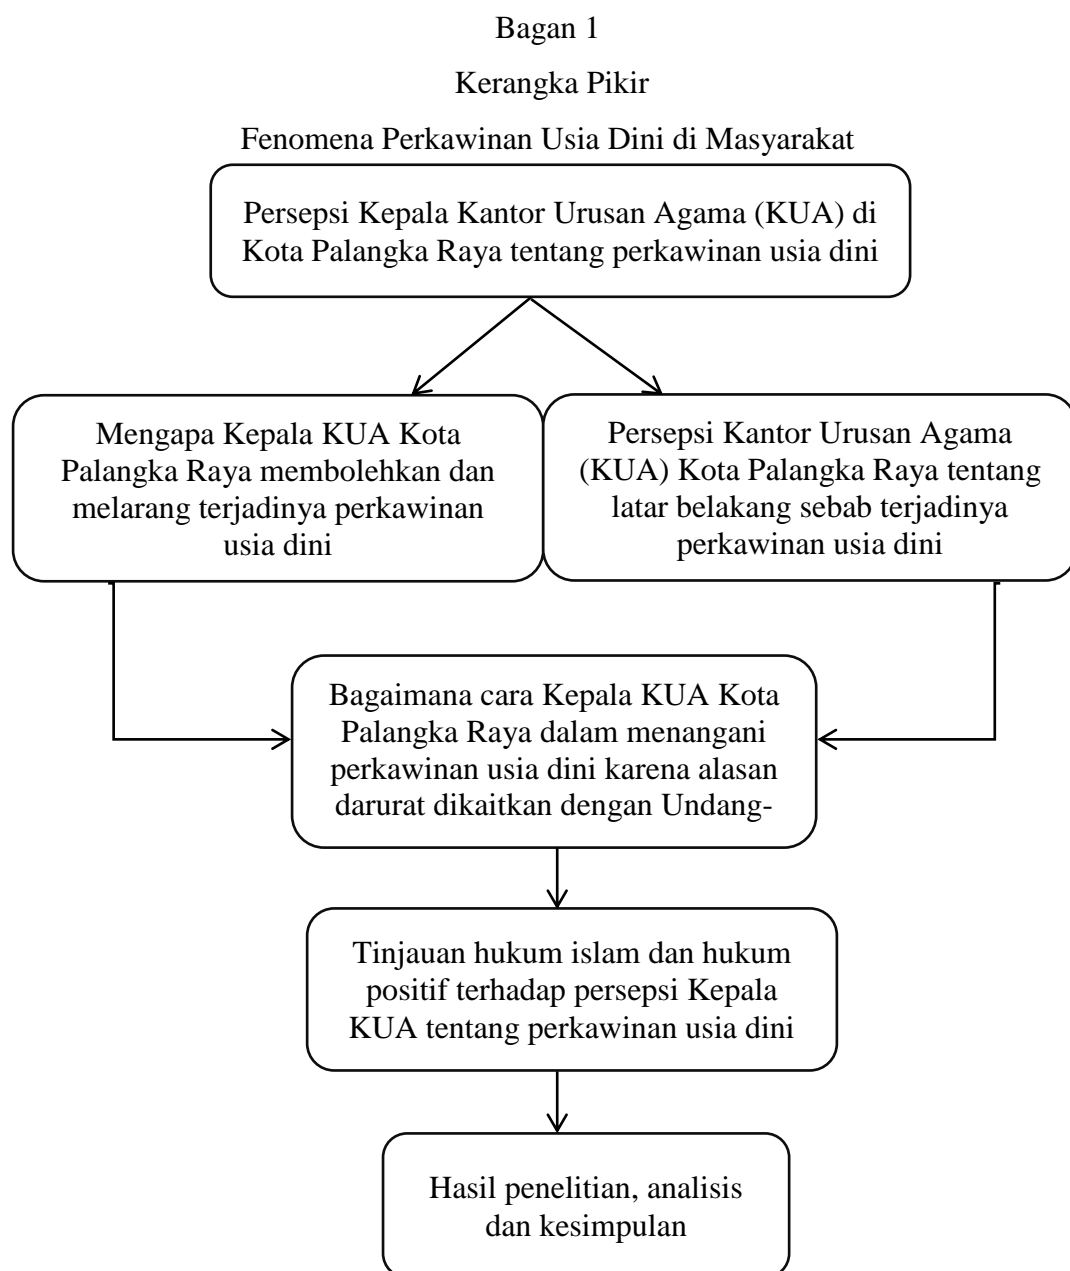 Bagan 1
Kerangka Pikir
Fenomena Perkawinan Usia Dini di Masyarakat
Persepsi Kepala Kantor Urusan Agama (KUA) di
Kota Palangka Raya tentang perkawinan usia dini
Mengapa Kepala KUA Kota
Palangka Raya membolehkan dan
melarang terjadinya perkawinan
usia dini
Persepsi Kantor Urusan Agama
(KUA) Kota Palangka Raya tentang
latar belakang sebab terjadinya
perkawinan usia dini
Bagaimana cara Kepala KUA Kota
Palangka Raya dalam menangani
perkawinan usia dini karena alasan
darurat dikaitkan dengan Undang-
Tinjauan hukum islam dan hukum
positif terhadap persepsi Kepala
KUA tentang perkawinan usia dini
Hasil penelitian, analisis
dan kesimpulan